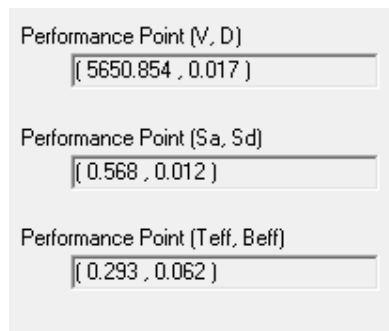 Performance Point (V, D)
( 5650.854 , 0.017 )
Performance Point (Sa, Sd)
( 0.568 , 0.012 )
Performance Point (Teff, Beff)
( 0.293 , 0.062 )